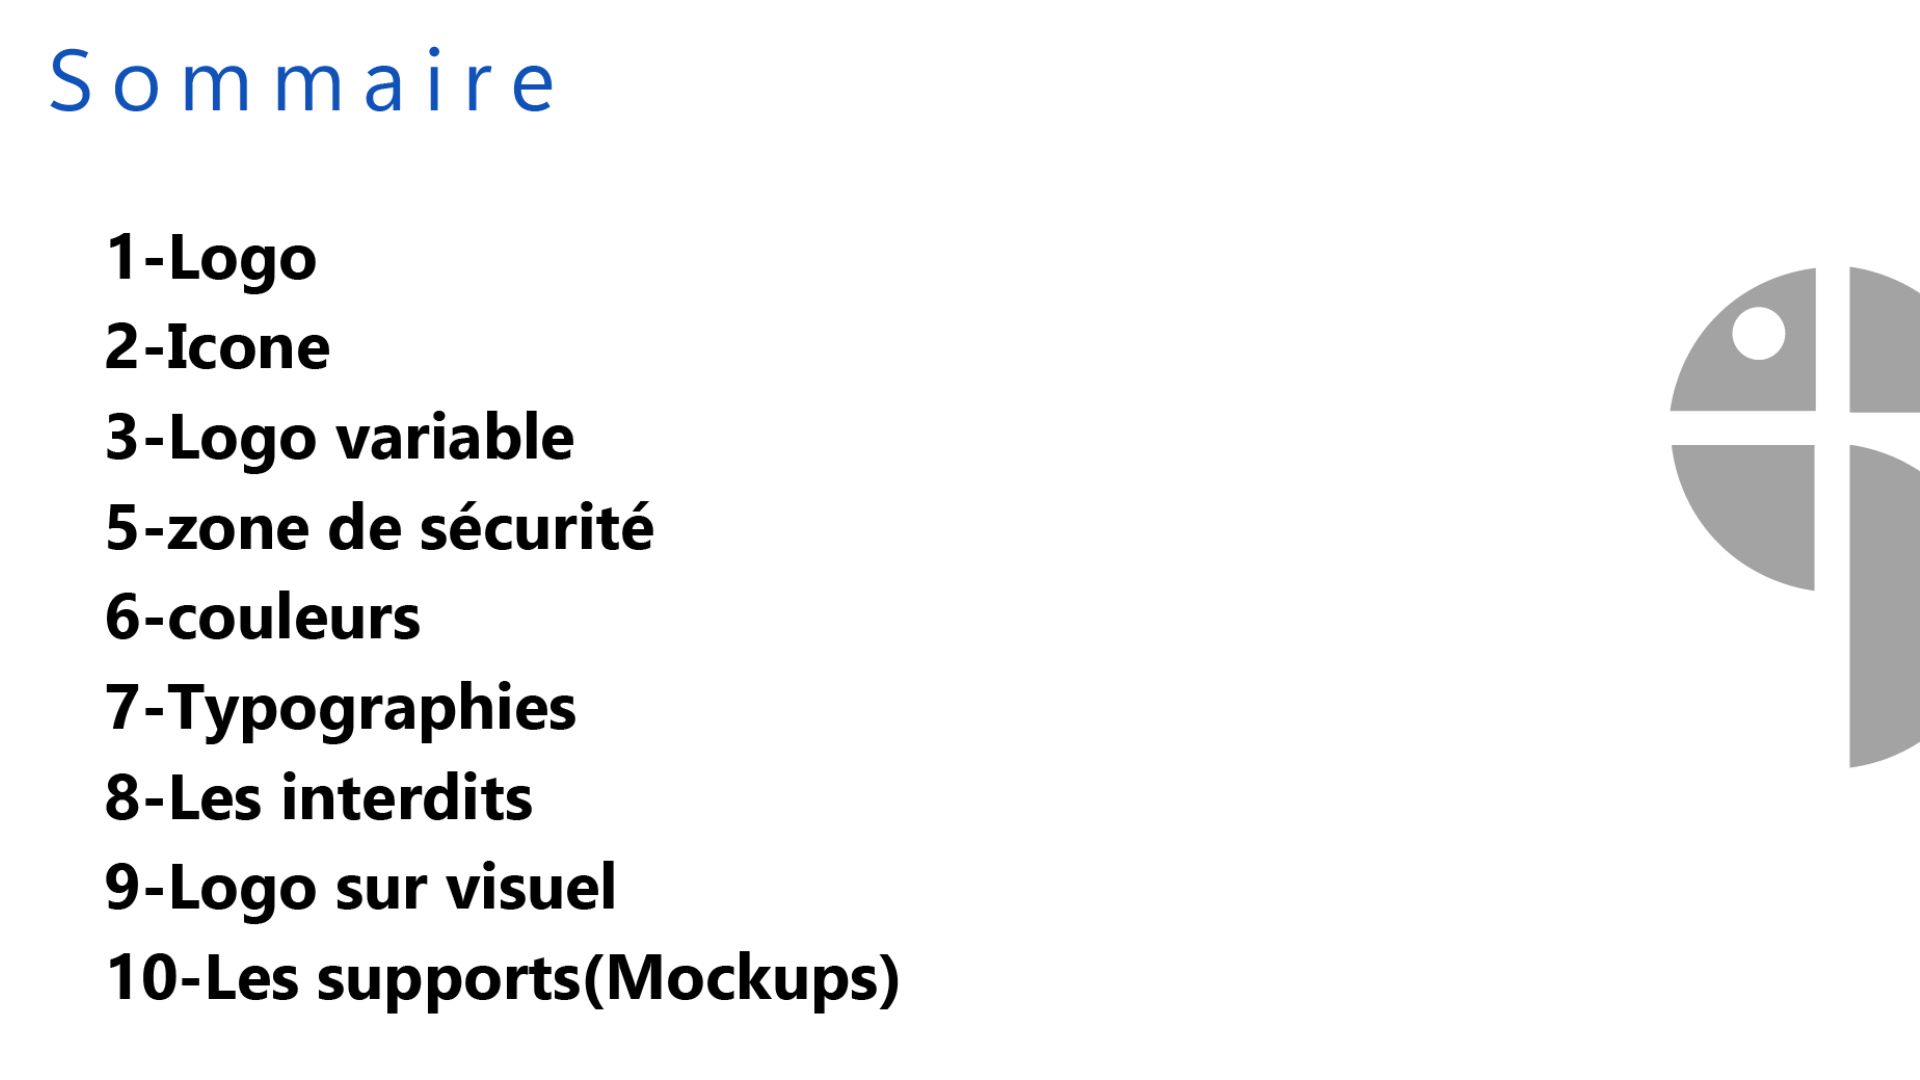 Sommaire
1-Logo
2-Icone
3-Logo variable
5-zone de sécurité
6-couleurs
7-Typographies
8-Les interdits
9-Logo sur visuel
10-Les supports(Mockups)